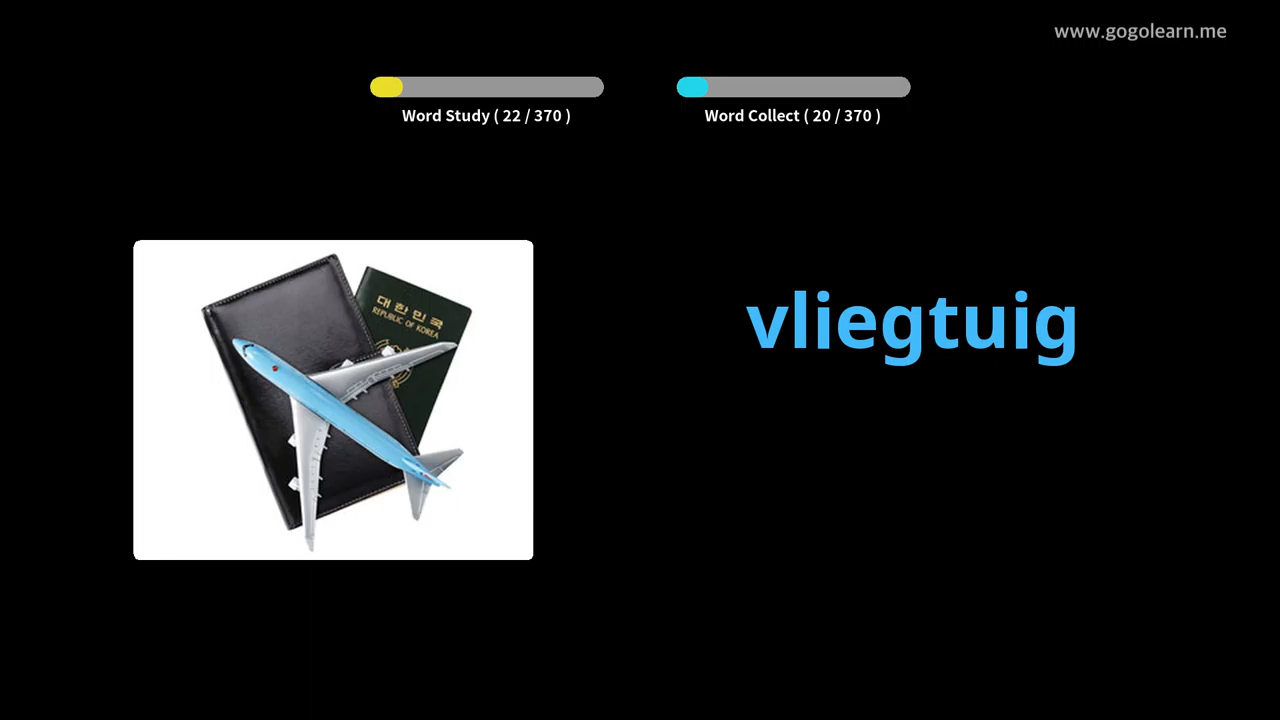 www.gogolearn.me
Word Study ( 22 / 370 )
Word Collect ( 20 / 370 )
대한민국
REPUBLIC OF KOREA
vliegtuig